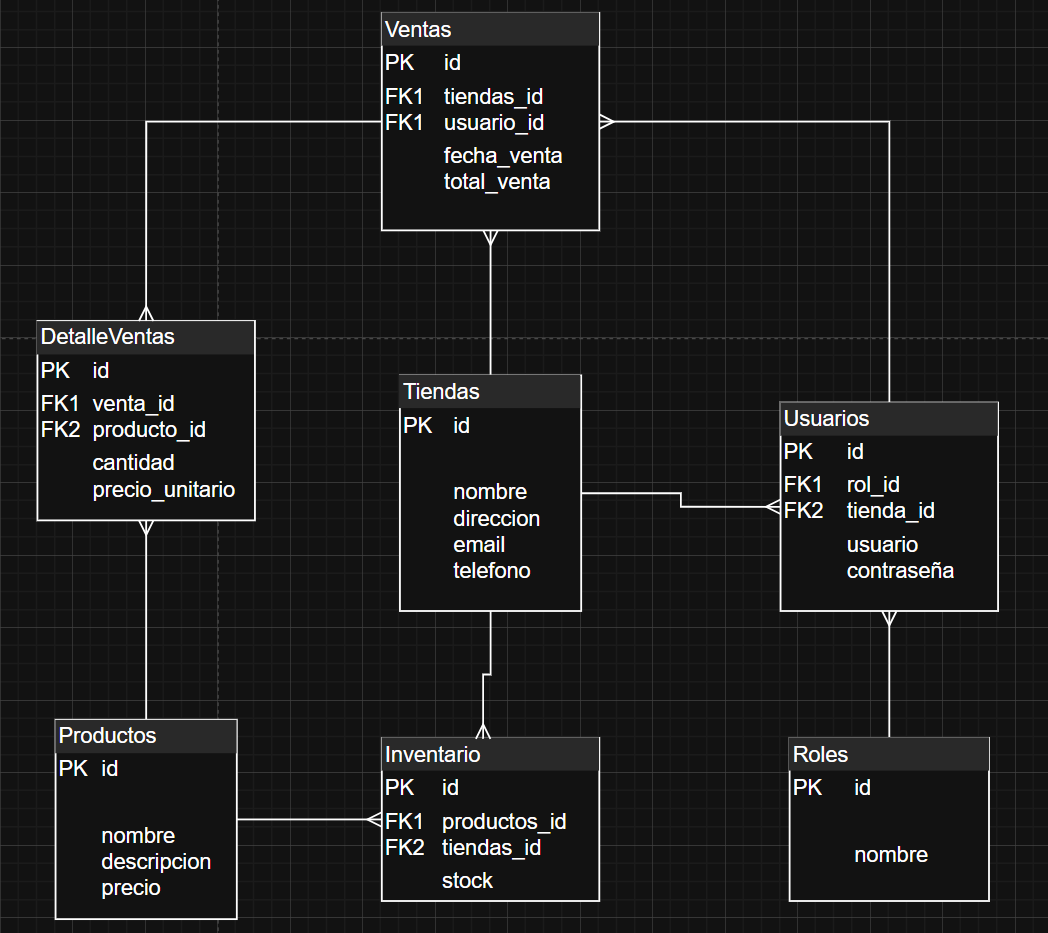 Ventas
PK id
FK1 tiendas_id
FK1 usuario_id
fecha_venta
total_venta
DetalleVentas
PK id
FK1 venta_id
FK2 producto_id
cantidad
precio_unitario
Tiendas
PK id
nombre
direccion
email
telefono
Usuarios
PK id
FK1 rol_id
FK2 tienda_id
usuario
contraseña
Productos
PK id
nombre
descripcion
precio
Inventario
PK id
FK1 productos_id
FK2 tiendas_id
stock
Roles
PK id
nombre